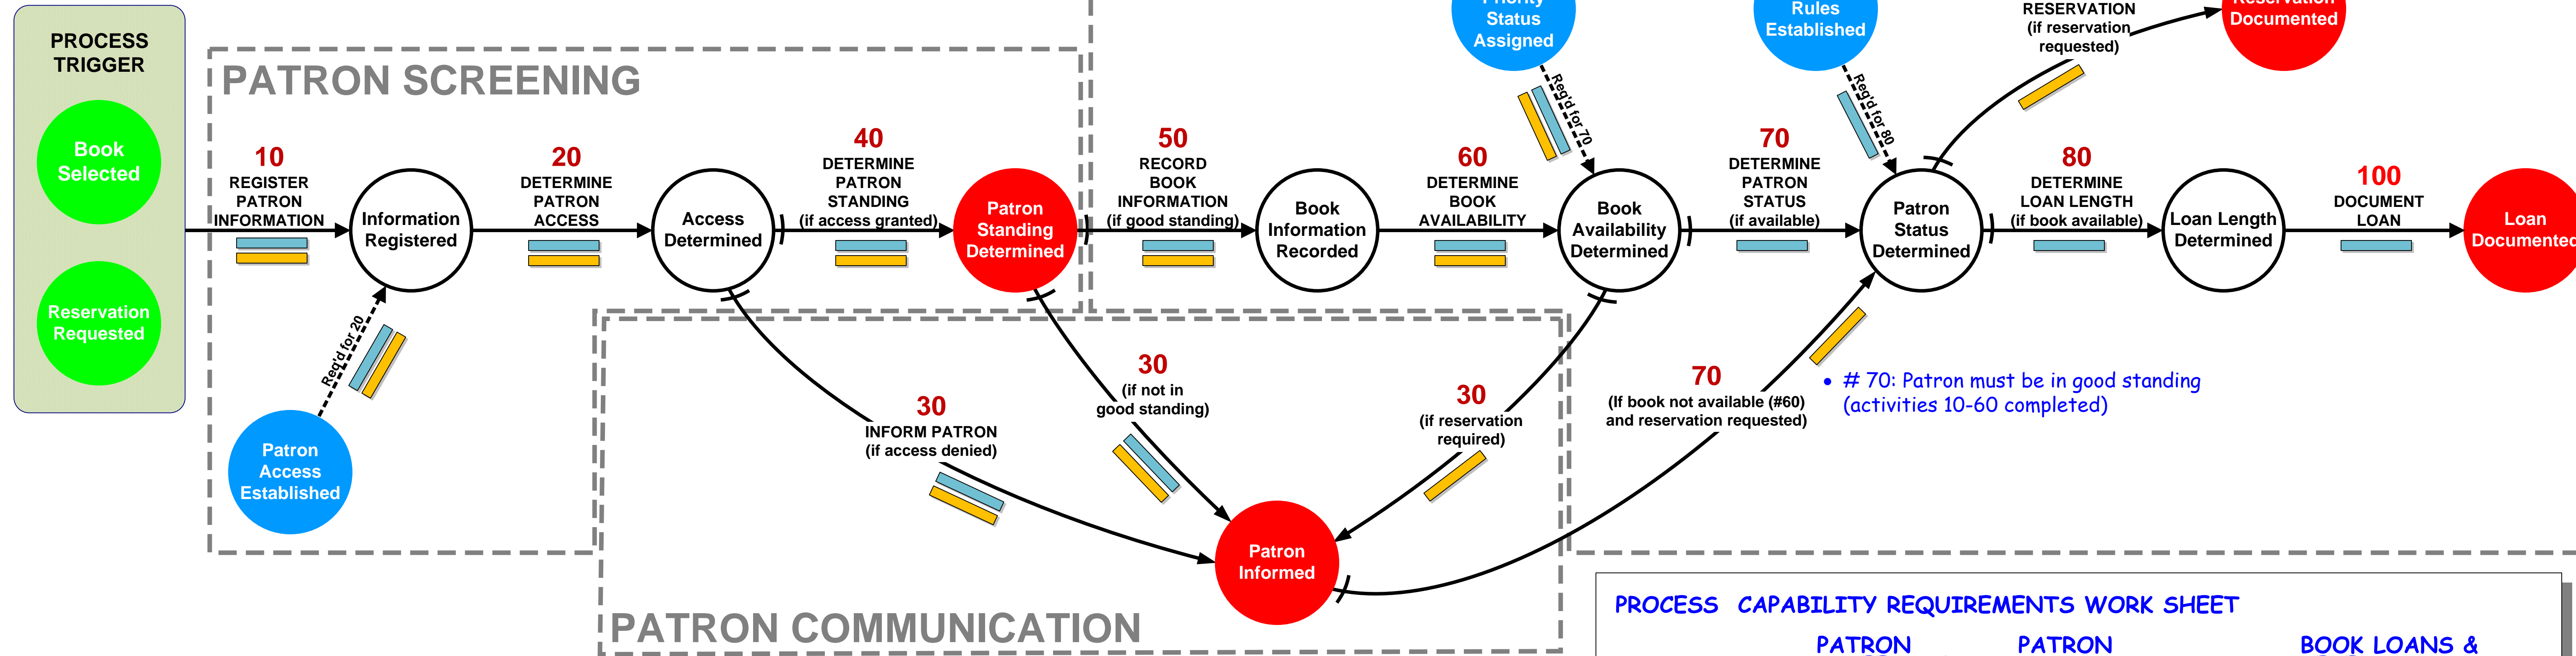 PROCESS
TRIGGER
Book
Selected
Reservation
Requested
PATRON SCREENING
10
REGISTER
PATRON
INFORMATION
Information
Registered
Req'd for 20
Patron
Access
Established
20
DETERMINE
PATRON
ACCESS
Access
Determined
40
DETERMINE
PATRON
STANDING
(if access granted)
Patron
Standing
Determined
50
RECORD
BOOK
INFORMATION
(if good standing)
Book
Information
Recorded
60
DETERMINE
BOOK
AVAILABILITY
Priority
Status
Assigned
Req'd for 70
Book
Availability
Determined
70
DETERMINE
PATRON
STATUS
(if available)
Rules
Established
Req'd for 80
Patron
Status
Determined
RESERVATION
(if reservation
requested)
Reservation
Documented
80
DETERMINE
LOAN LENGTH
(if book available)
Loan Length
Determined
100
DOCUMENT
LOAN
Loan
Documented
30
INFORM PATRON
(if access denied)
30
(if not in
good standing)
30
(if reservation
required)
Patron
Informed
70
(If book not available (#60)
and reservation requested)
• # 70: Patron must be in good standing
(activities 10-60 completed)
PATRON COMMUNICATION
PROCESS CAPABILITY REQUIREMENTS WORK SHEET
PATRON PATRON BOOK LOANS &